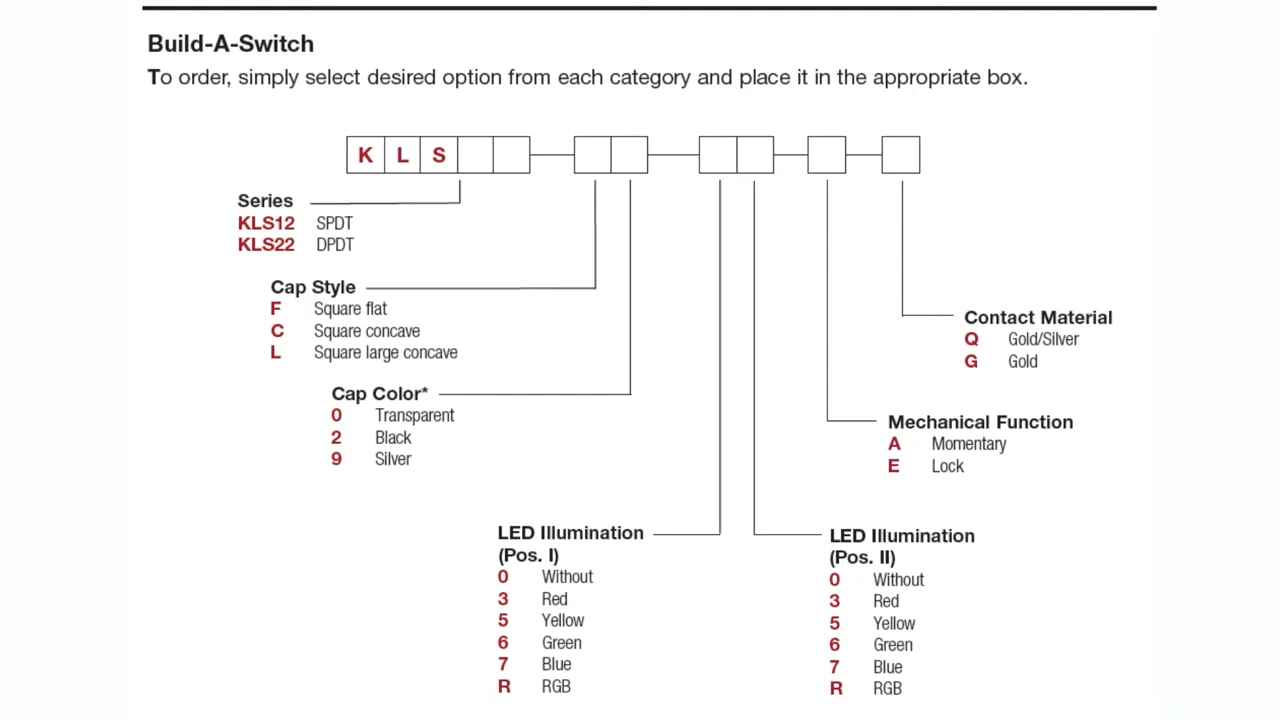 Build-A-Switch
To order, simply select desired option from each category and place it in the appropriate box.
K L S
Series
KLS12 SPDT
KLS22 DPDT
Cap Style
F Square flat
C Square concave
L Square large concave
Cap Color*
0 Transparent
2 Black
9 Silver
LED Illumination
(Pos. I)
0 Without
3 Red
5 Yellow
6 Green
7 Blue
R RGB
LED Illumination
(Pos. II)
0 Without
3 Red
5 Yellow
6 Green
7 Blue
R RGB
Mechanical Function
A Momentary
E Lock
Contact Material
Q Gold/Silver
G Gold